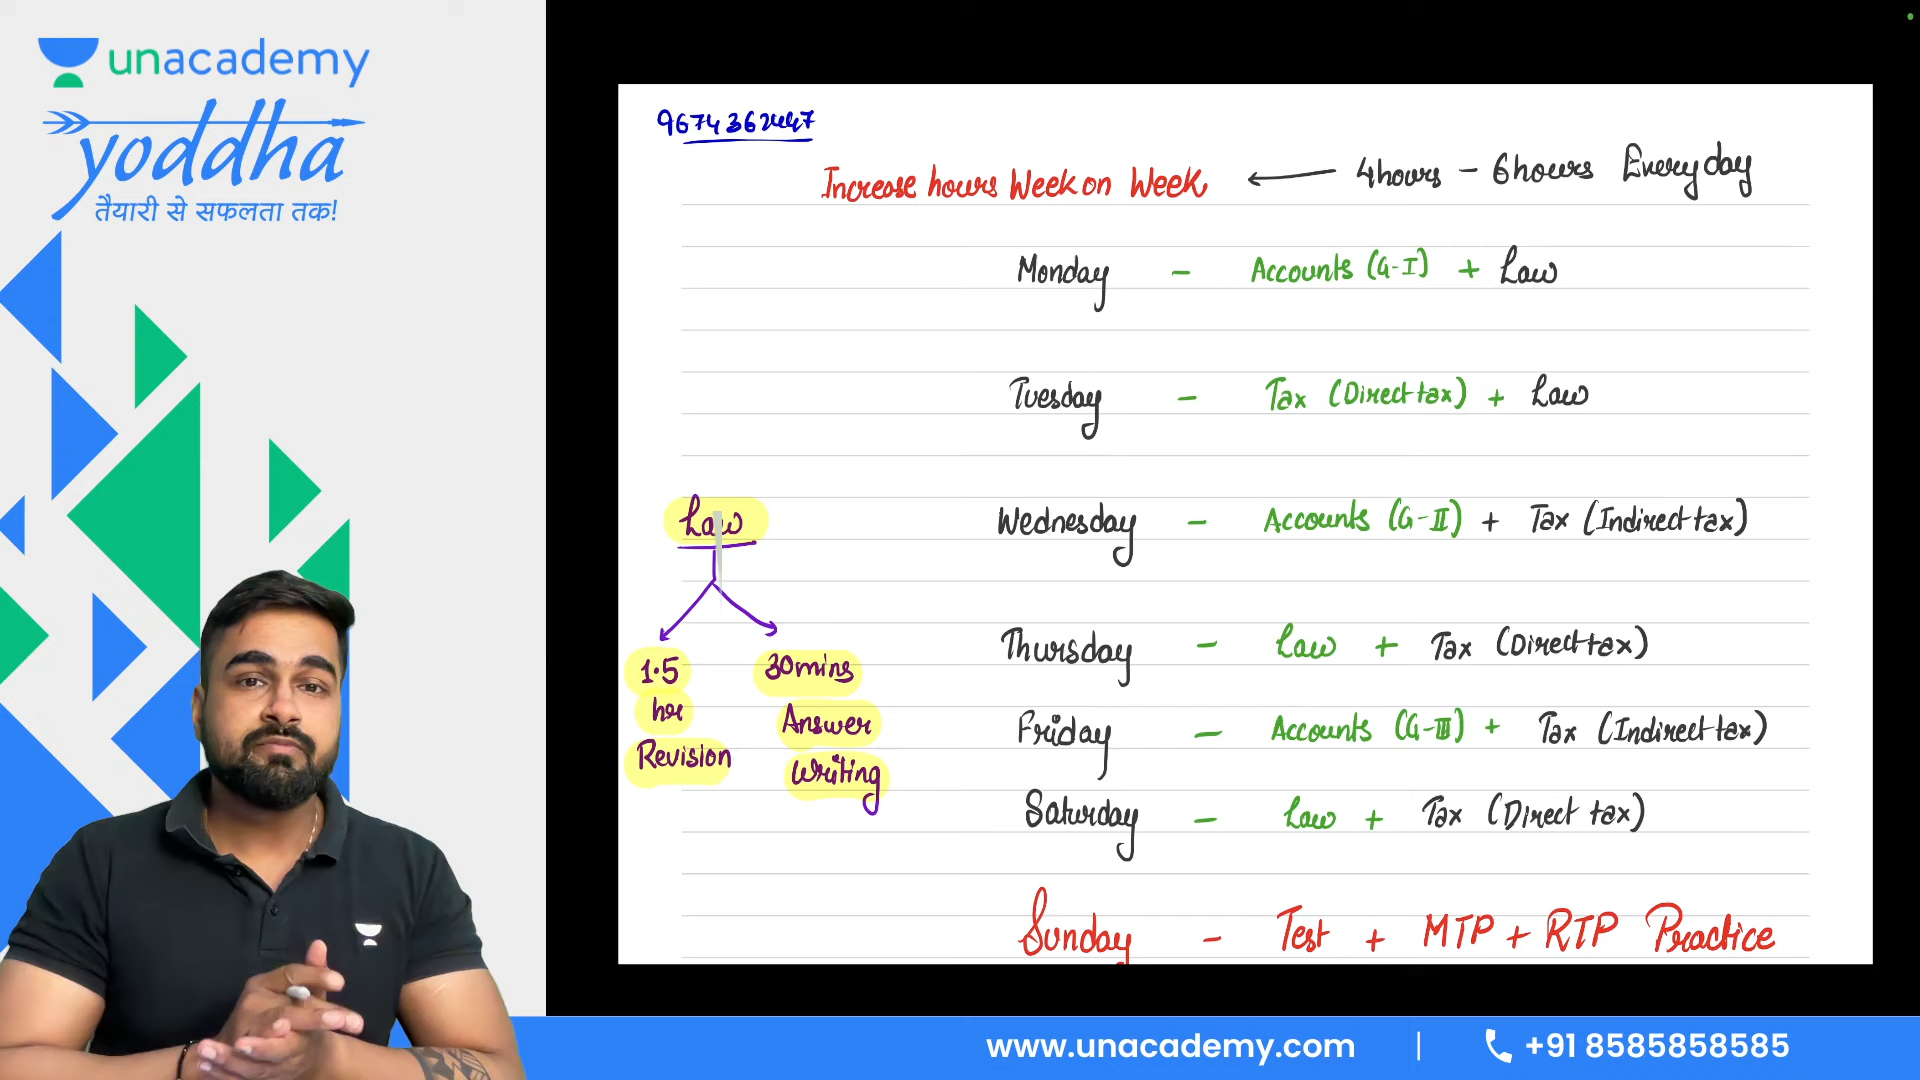 unacademy
yoddha
तैयारी से सफलता तक!
9674362447
Increase hours Week on Week ← 4hours - 6hours Everyday
Monday - Accounts (G-I) + Law
Tuesday - Tax (Direct tax) + Law
Wednesday - Accounts (G-II) + Tax (Indirect tax)
Thursday - Law + Tax (Direct tax)
Friday - Accounts (G-III) + Tax (Indirect tax)
Saturday - Law + Tax (Direct tax)
Sunday - Test + MTP + RTP Practice
Law
1.5
hr
Revision
30mins
Answer
Writing
www.unacademy.com | +91 8585858585